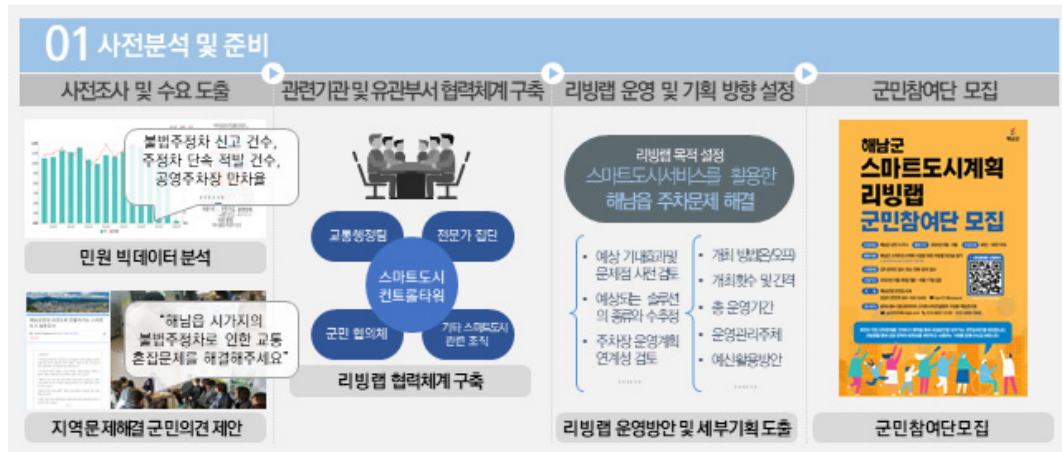 01 사전분석 및 준비
사전조사 및 수요 도출
관련기관 및 유관부서 협력체계 구축
리빙랩 운영 및 기획 방향 설정
군민참여단 모집
불법주정차 신고 건수,
주정차 단속 적발 건수,
공영주차장 만차율
......
민원 빅데이터 분석
"해남읍 시가지의
불법주정차로 인한 교통
혼잡문제를 해결해주세요"
지역문제해결 군민의견 제안
교통행정팀
전문가 집단
스마트도시
컨트롤타워
군민 협의체
기타 스마트도시
관련 조직
리빙랩 협력체계 구축
리빙랩 목적 설정
스마트도시서비스를 활용한
해남읍 주차문제 해결
• 예상 기대효과및
문제점 사전 검토
• 예상되는 솔루션
의 종류와 수추정
• 주차장 운영계획
연계성 검토
......
• 개최 방법(온/오프)
• 개최횟수 및 간격
• 총 운영기간
• 운영관리주체
• 예산활용방안
......
리빙랩 운영방안 및 세부기획 도출
해남군
스마트도시계획
리빙랩
군민참여단 모집
군민참여단모집